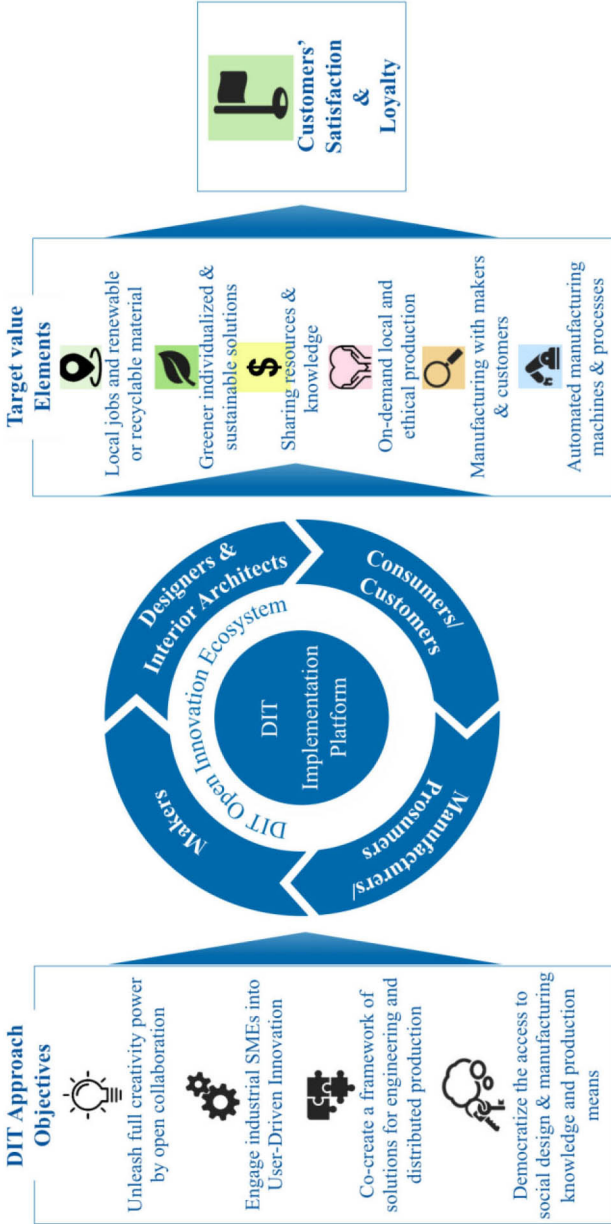 DIT Approach
Objectives
Unleash full creativity power
by open collaboration
Engage industrial SMEs into
User-Driven Innovation
Co-create a framework of
solutions for engineering and
distributed production
Democratize the access to
social design & manufacturing
knowledge and production
means
Makers
Designers &
Interior Architects
Consumers/
Customers
Manufacturers/
Prosumers
DIT Open Innovation Ecosystem
DIT
Implementation
Platform
Target value
Elements
Local jobs and renewable
or recyclable material
Greener individualized &
sustainable solutions
$
Sharing resources &
knowledge
On-demand local and
ethical production
Manufacturing with makers
& customers
Automated manufacturing
machines & processes
Customers'
Satisfaction
&
Loyalty